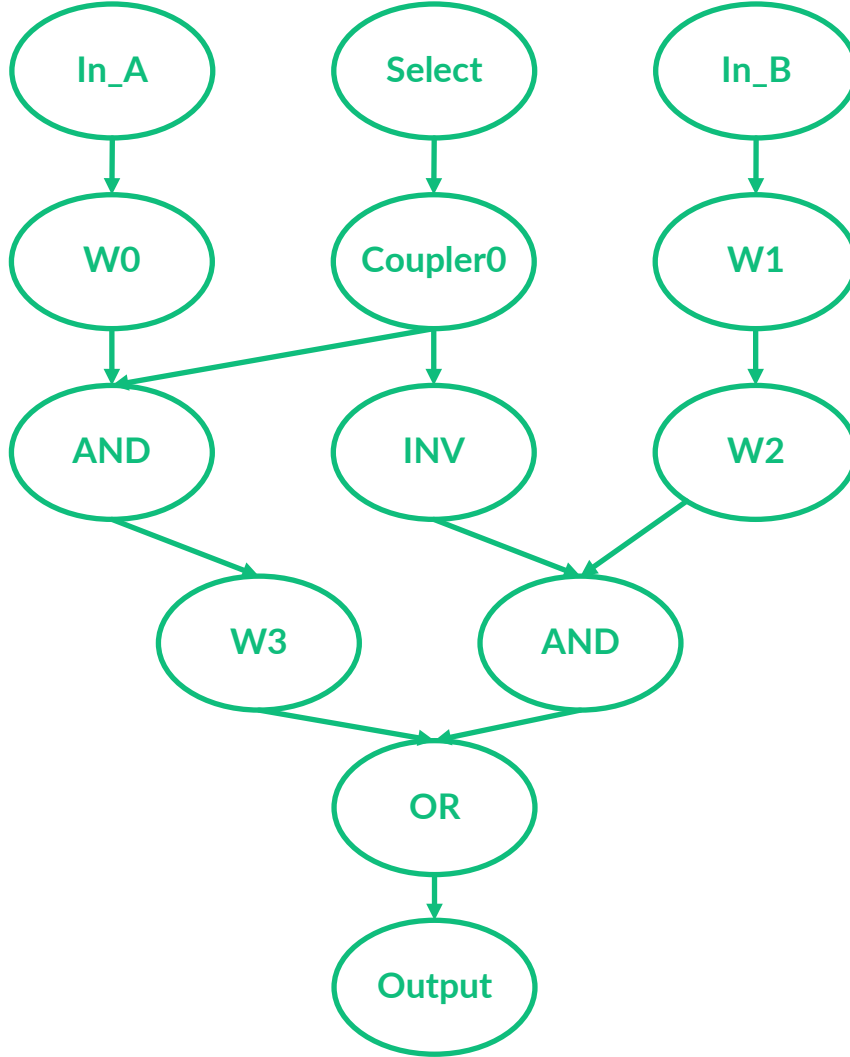 In_A
Select
In_B
W0
Coupler0
W1
AND
INV
W2
W3
AND
OR
Output